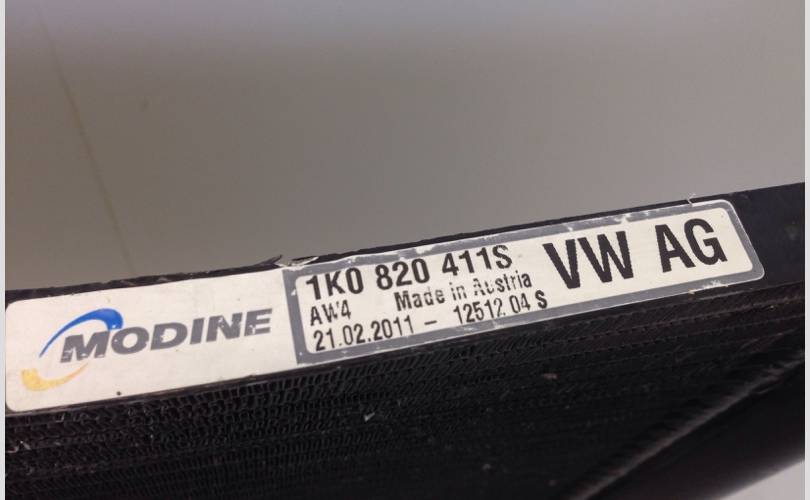 MODINE
1K0 820 411S VW AG
AW4 Made in Austria
21.02.2011 - 12512 04 S